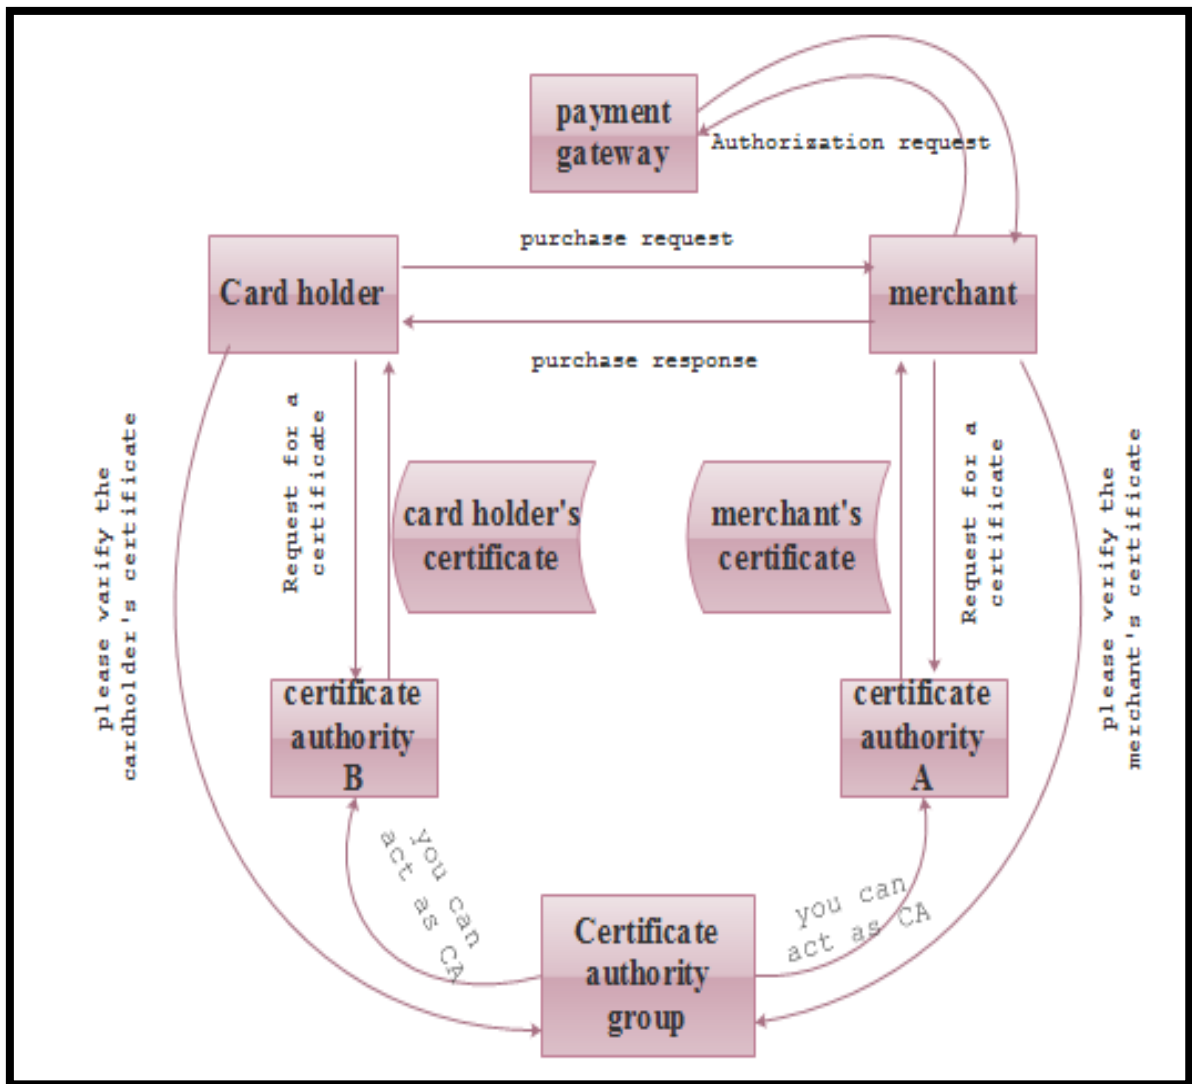 payment
gateway
Authorization request
purchase request
Card holder
merchant
purchase response
please varify the
cardholder's certificate
Request for a
certificate
card holder's
certificate
merchant's
certificate
Request for a
certificate
please verify the
merchant's certificate
certificate
authority
B
certificate
authority
A
you can
act as CA
you can
act as CA
Certificate
authority
group